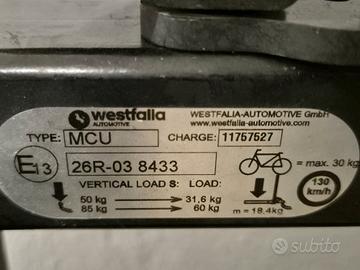 westfalia
AUTOMOTIVE
WESTFALIA-AUTOMOTIVE GmbH
www.westfalia-automotive.com
TYPE: MCU CHARGE: 11757527
E13 26R-03 8433
= max. 30 kg
VERTICAL LOAD S: LOAD:
50 kg 31,6 kg
85 kg 60 kg
m = 18,4kg
130
km/h
subito